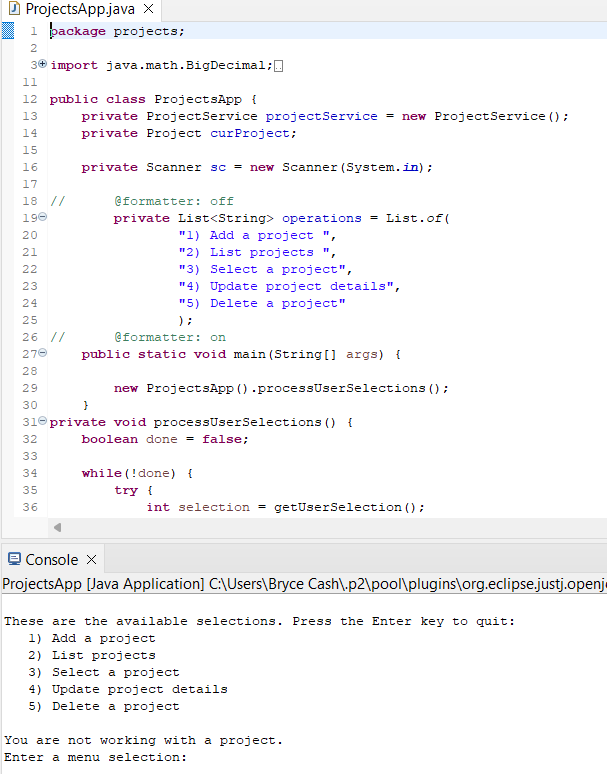 ProjectsApp.java
1 package projects;
2
3 import java.math.BigDecimal;
11
12 public class ProjectsApp {
13     private ProjectService projectService = new ProjectService();
14     private Project curProject;
15
16     private Scanner sc = new Scanner(System.in);
17
18 //      @formatter: off
19         private List<String> operations = List.of(
20                 "1) Add a project ",
21                 "2) List projects ",
22                 "3) Select a project",
23                 "4) Update project details",
24                 "5) Delete a project"
25                 );
26 //      @formatter: on
27     public static void main(String[] args) {
28
29         new ProjectsApp().processUserSelections();
30     }
31 private void processUserSelections() {
32     boolean done = false;
33
34     while(!done) {
35         try {
36             int selection = getUserSelection();
Console
ProjectsApp [Java Application] C:\Users\Bryce Cash\.p2\pool\plugins\org.eclipse.justj.openj
These are the available selections. Press the Enter key to quit:
   1) Add a project
   2) List projects
   3) Select a project
   4) Update project details
   5) Delete a project
You are not working with a project.
Enter a menu selection: